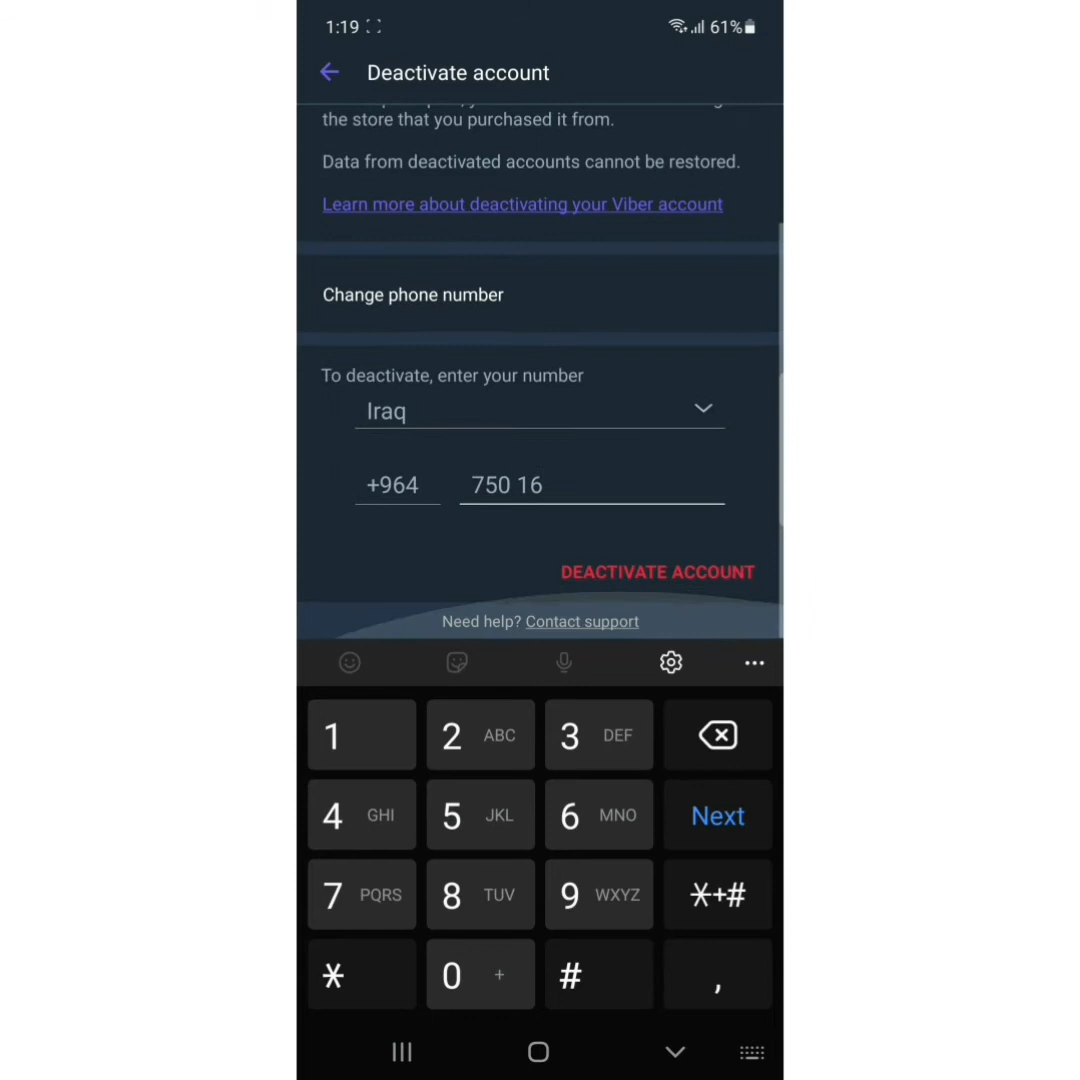 1:19
61%
Deactivate account
the store that you purchased it from.
Data from deactivated accounts cannot be restored.
Learn more about deactivating your Viber account
Change phone number
To deactivate, enter your number
Iraq
+964 750 16
DEACTIVATE ACCOUNT
Need help? Contact support
1 2 ABC 3 DEF
4 GHI 5 JKL 6 MNO Next
7 PQRS 8 TUV 9 WXYZ *+#
* 0 + # ,